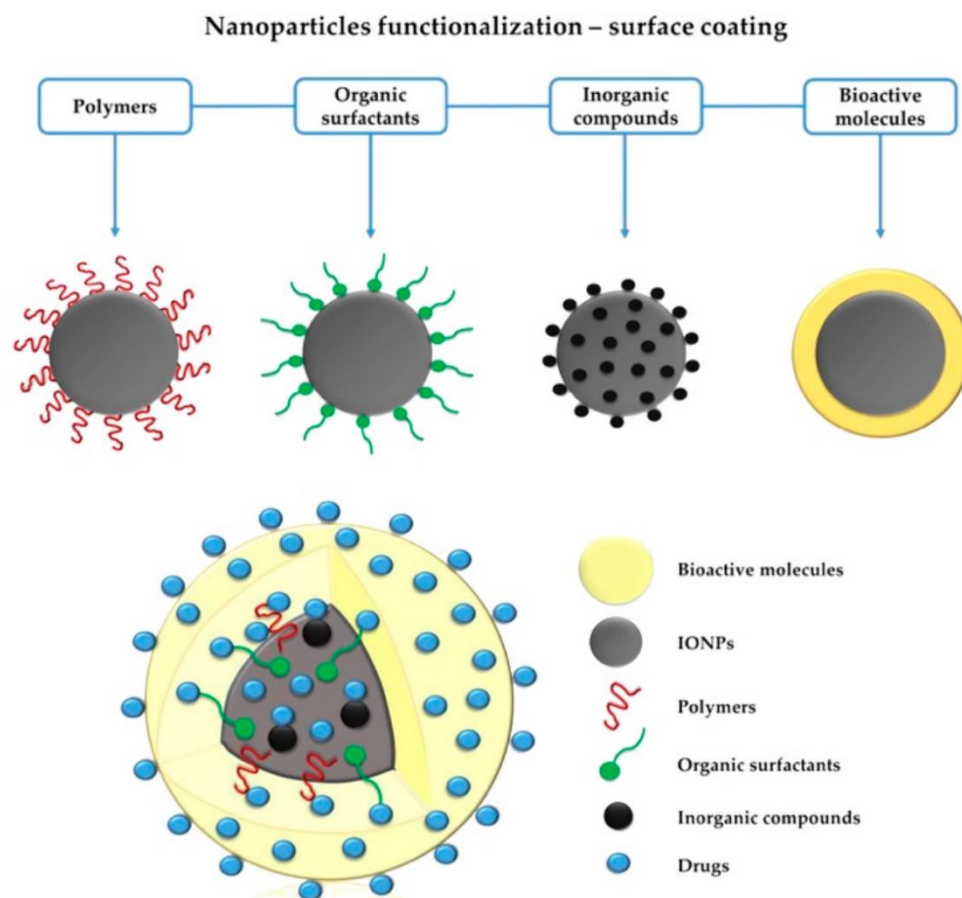 Nanoparticles functionalization – surface coating
Polymers
Organic
surfactants
Inorganic
compounds
Bioactive
molecules
Bioactive molecules
IONPs
Polymers
Organic surfactants
Inorganic compounds
Drugs